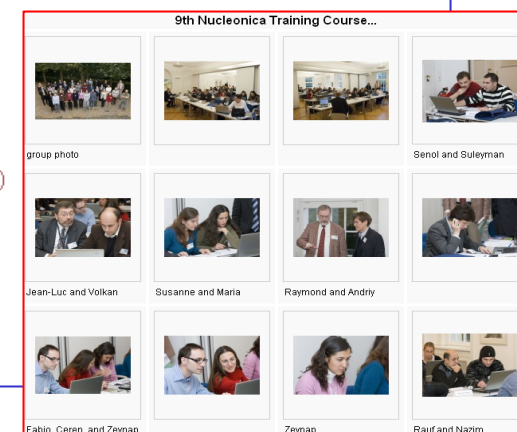 9th Nucleonica Training Course...
group photo
Senol and Suleyman
Jean-Luc and Volkan
Susanne and Maria
Raymond and Andriy
Fabio, Ceren, and Zeynap
Zeynap
Rauf and Nazim